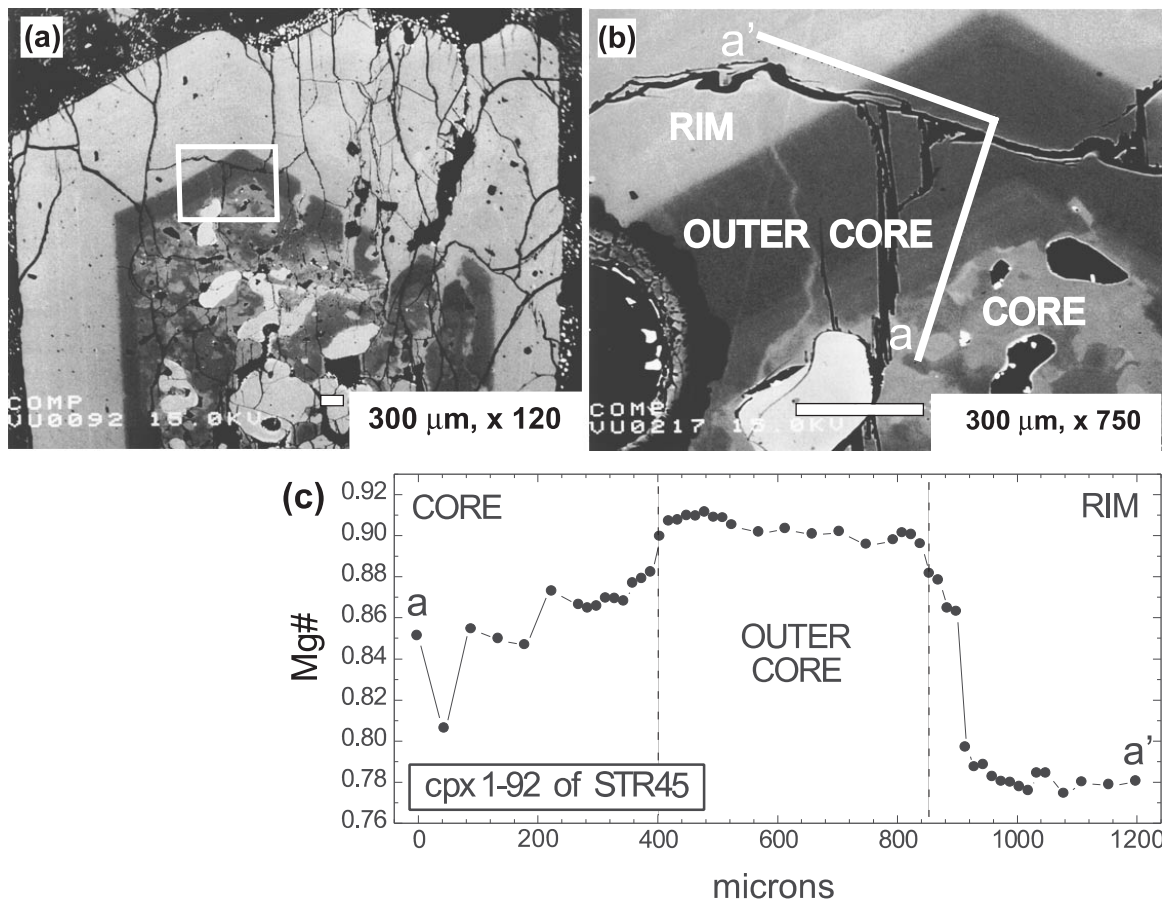 (a)
COMP
VU0092 15.0KV
300 μm, x 120
(b)
a'
RIM
OUTER CORE
CORE
a
COMP
VU0217 15.0KV
300 μm, x 750
(c)
CORE
RIM
a
OUTER
CORE
a'
cpx 1-92 of STR45
Mg#
0.92
0.90
0.88
0.86
0.84
0.82
0.80
0.78
0.76
0 200 400 600 800 1000 1200
microns